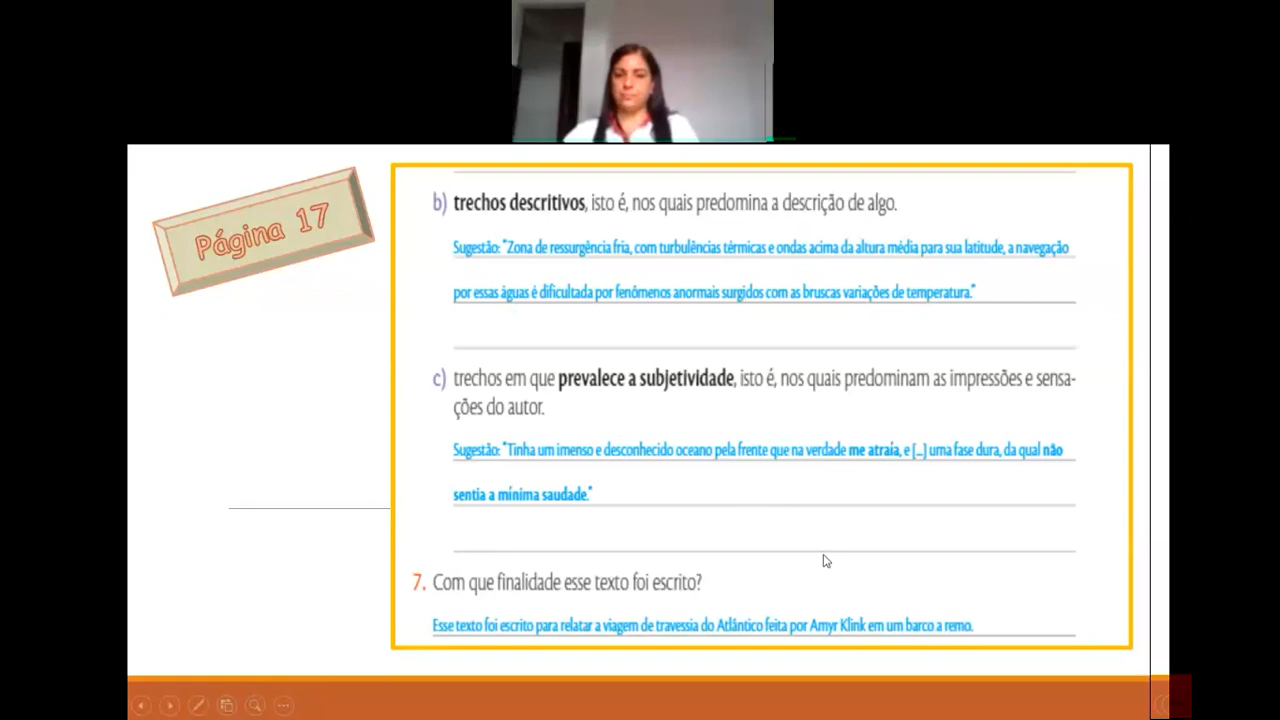 Página 17
b) trechos descritivos, isto é, nos quais predomina a descrição de algo.
Sugestão: "Zona de ressurgência fria, com turbulências térmicas e ondas acima da altura média para sua latitude, a navegação
por essas águas é dificultada por fenômenos anormais surgidos com as bruscas variações de temperatura."
c) trechos em que prevalece a subjetividade, isto é, nos quais predominam as impressões e sensa-
ções do autor.
Sugestão: "Tinha um imenso e desconhecido oceano pela frente que na verdade me atraía, e [...] uma fase dura, da qual não
sentia a mínima saudade."
7. Com que finalidade esse texto foi escrito?
Esse texto foi escrito para relatar a viagem de travessia do Atlântico feita por Amyr Klink em um barco a remo.